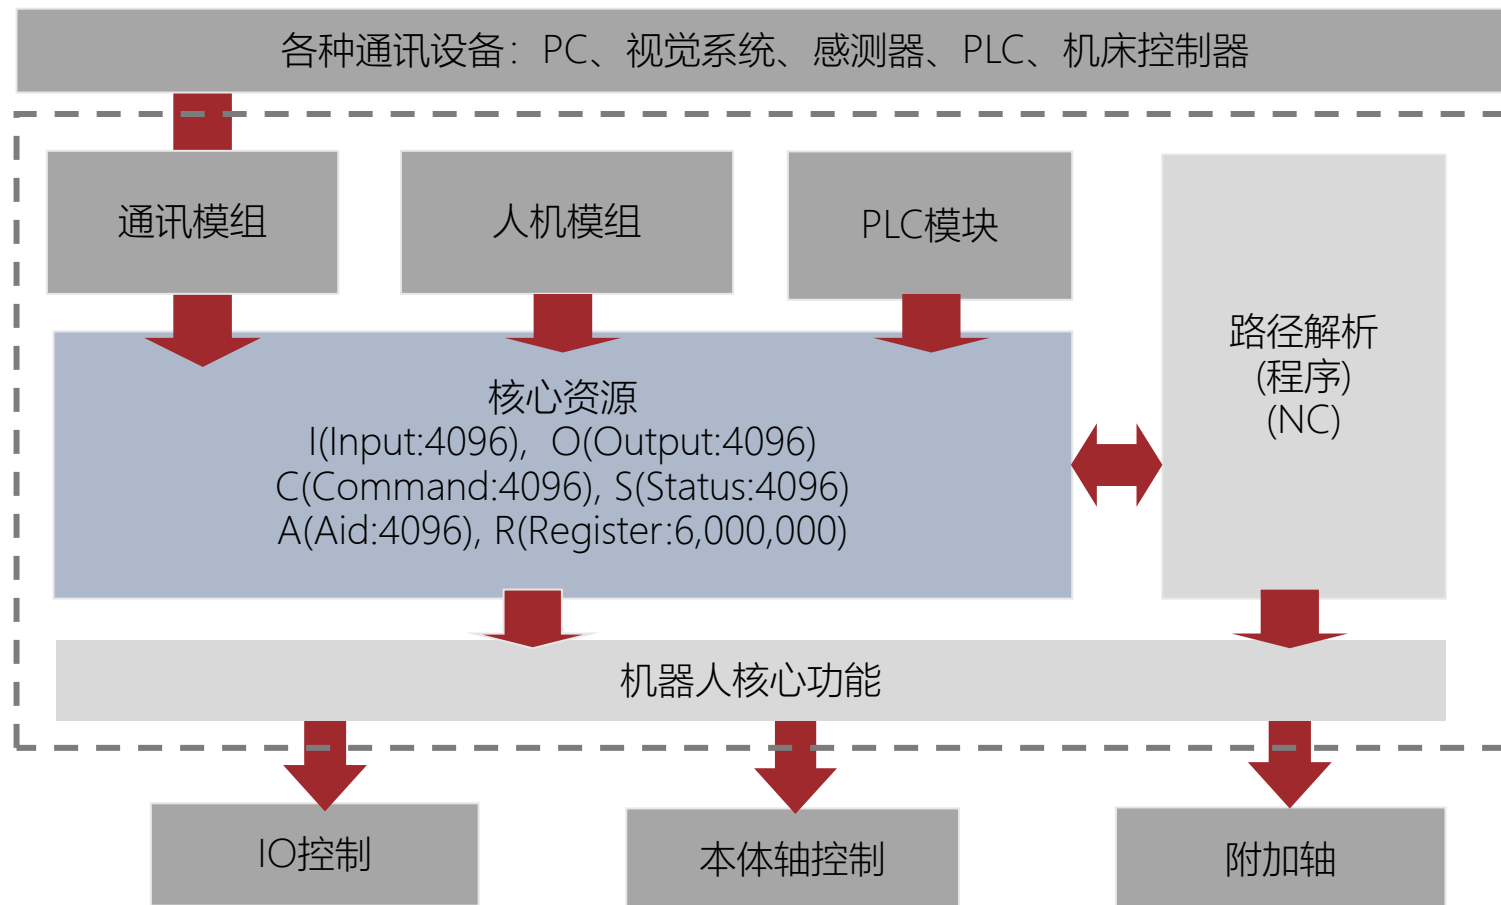 各种通讯设备：PC、视觉系统、感测器、PLC、机床控制器
通讯模组
人机模组
PLC模块
路径解析
(程序)
(NC)
核心资源
I(Input:4096),  O(Output:4096)
C(Command:4096), S(Status:4096)
A(Aid:4096), R(Register:6,000,000)
机器人核心功能
IO控制
本体轴控制
附加轴